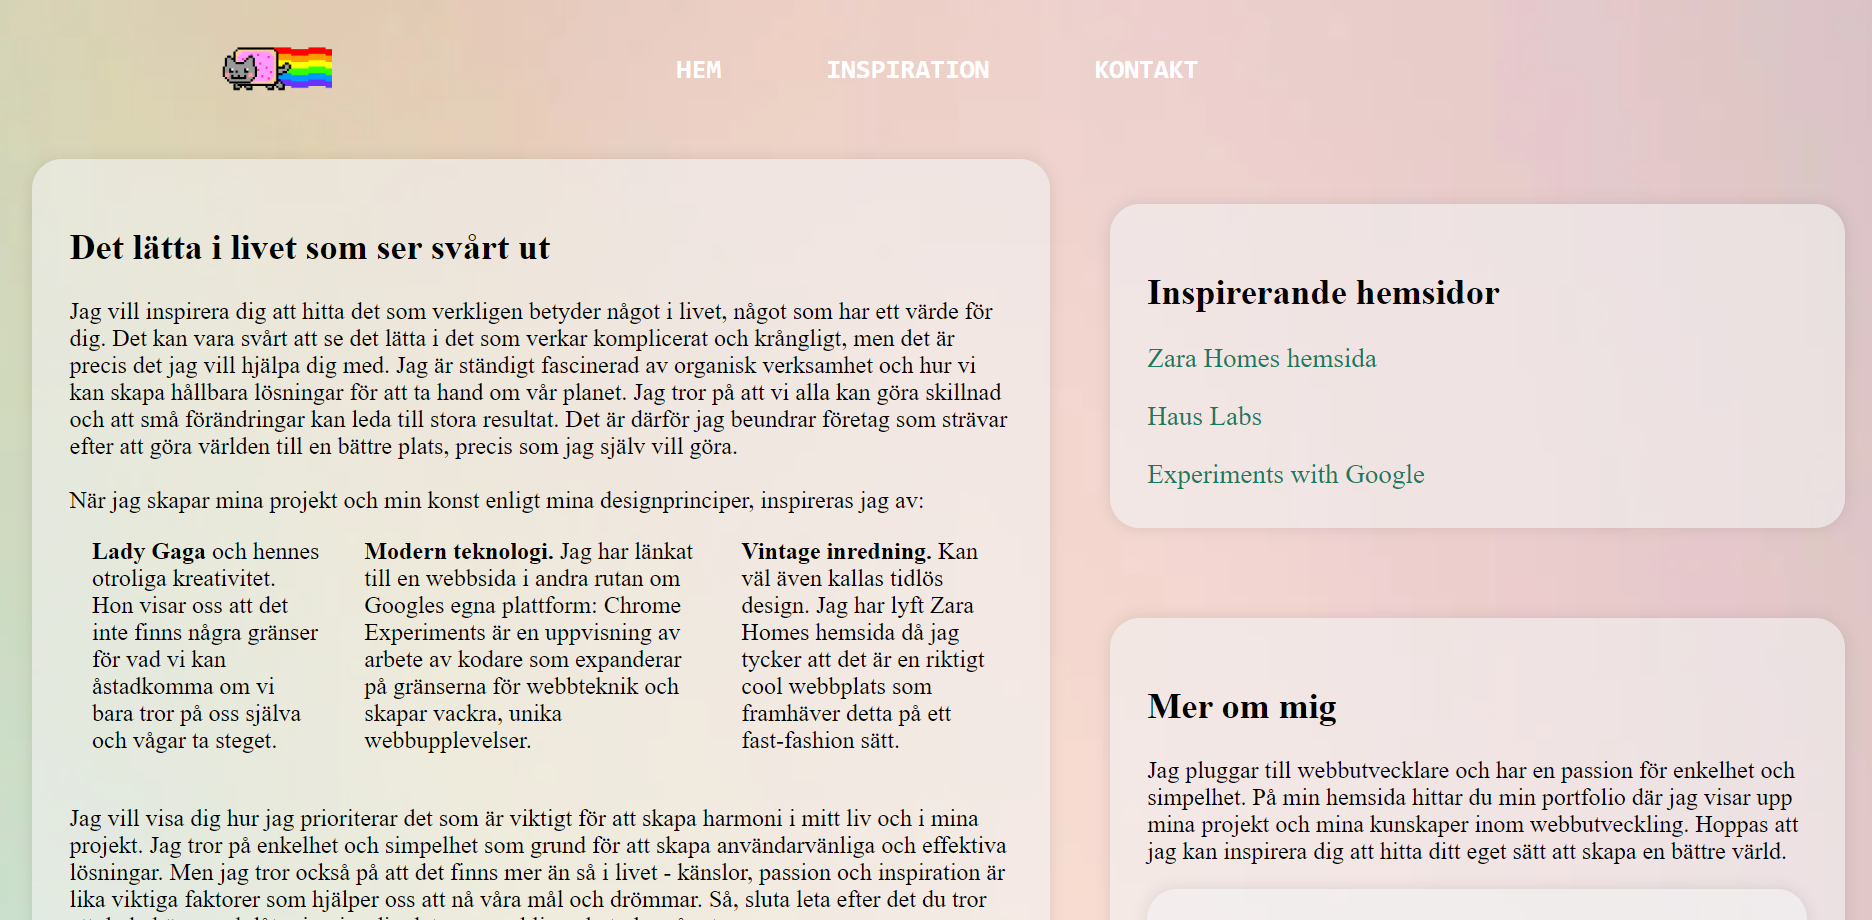 HEM INSPIRATION KONTAKT
Det lätta i livet som ser svårt ut
Jag vill inspirera dig att hitta det som verkligen betyder något i livet, något som har ett värde för
dig. Det kan vara svårt att se det lätta i det som verkar komplicerat och krångligt, men det är
precis det jag vill hjälpa dig med. Jag är ständigt fascinerad av organisk verksamhet och hur vi
kan skapa hållbara lösningar för att ta hand om vår planet. Jag tror på att vi alla kan göra skillnad
och att små förändringar kan leda till stora resultat. Det är därför jag beundrar företag som strävar
efter att göra världen till en bättre plats, precis som jag själv vill göra.
När jag skapar mina projekt och min konst enligt mina designprinciper, inspireras jag av:
Lady Gaga och hennes
otroliga kreativitet.
Hon visar oss att det
inte finns några gränser
för vad vi kan
åstadkomma om vi
bara tror på oss själva
och vågar ta steget.
Modern teknologi. Jag har länkat
till en webbsida i andra rutan om
Googles egna plattform: Chrome
Experiments är en uppvisning av
arbete av kodare som expanderar
på gränserna för webbteknik och
skapar vackra, unika
webbupplevelser.
Vintage inredning. Kan
väl även kallas tidlös
design. Jag har lyft Zara
Homes hemsida då jag
tycker att det är en riktigt
cool webbplats som
framhäver detta på ett
fast-fashion sätt.
Jag vill visa dig hur jag prioriterar det som är viktigt för att skapa harmoni i mitt liv och i mina
projekt. Jag tror på enkelhet och simpelhet som grund för att skapa användarvänliga och effektiva
lösningar. Men jag tror också på att det finns mer än så i livet - känslor, passion och inspiration är
lika viktiga faktorer som hjälper oss att nå våra mål och drömmar. Så, sluta leta efter det du tror
Inspirerande hemsidor
Zara Homes hemsida
Haus Labs
Experiments with Google
Mer om mig
Jag pluggar till webbutvecklare och har en passion för enkelhet och
simpelhet. På min hemsida hittar du min portfolio där jag visar upp
mina projekt och mina kunskaper inom webbutveckling. Hoppas att
jag kan inspirera dig att hitta ditt eget sätt att skapa en bättre värld.